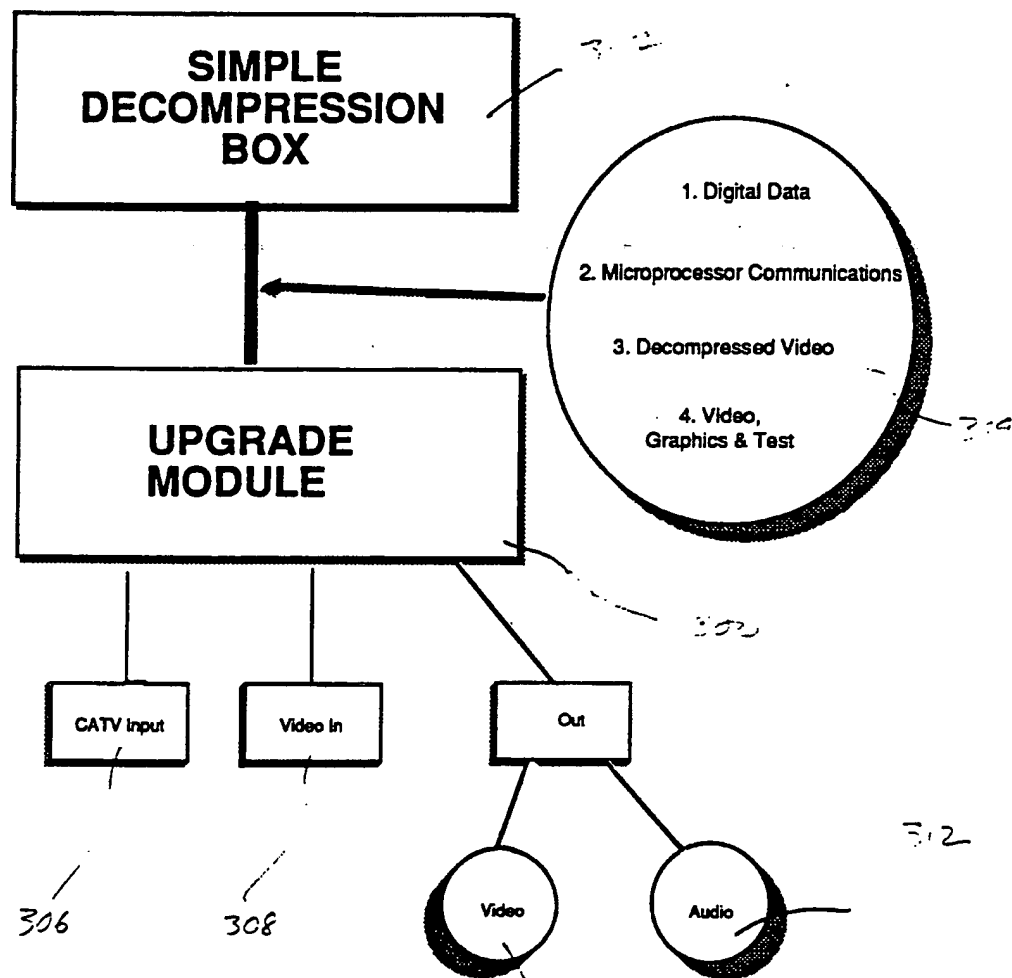 SIMPLE
DECOMPRESSION
BOX
1. Digital Data
2. Microprocessor Communications
3. Decompressed Video
4. Video,
Graphics & Test
UPGRADE
MODULE
300
CATV Input
Video In
Out
312
306
308
Video
Audio